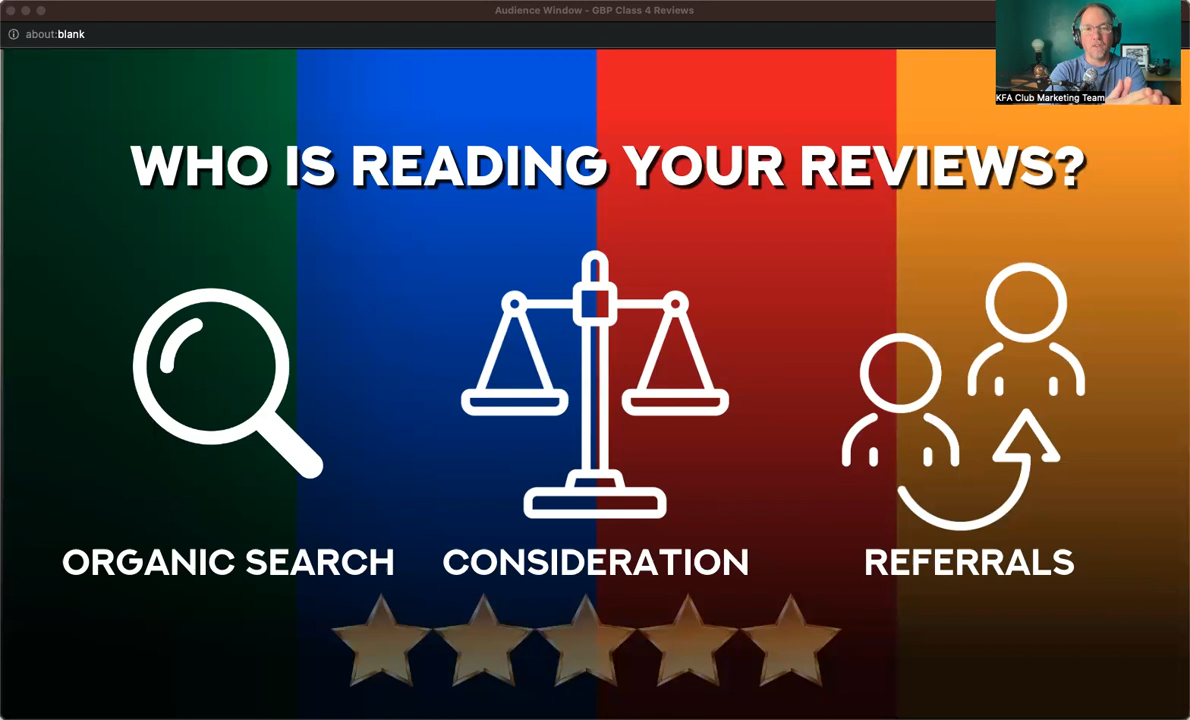 Audience Window - GBP Class 4 Reviews
about:blank
KFA Club Marketing Team
WHO IS READING YOUR REVIEWS?
ORGANIC SEARCH
CONSIDERATION
REFERRALS